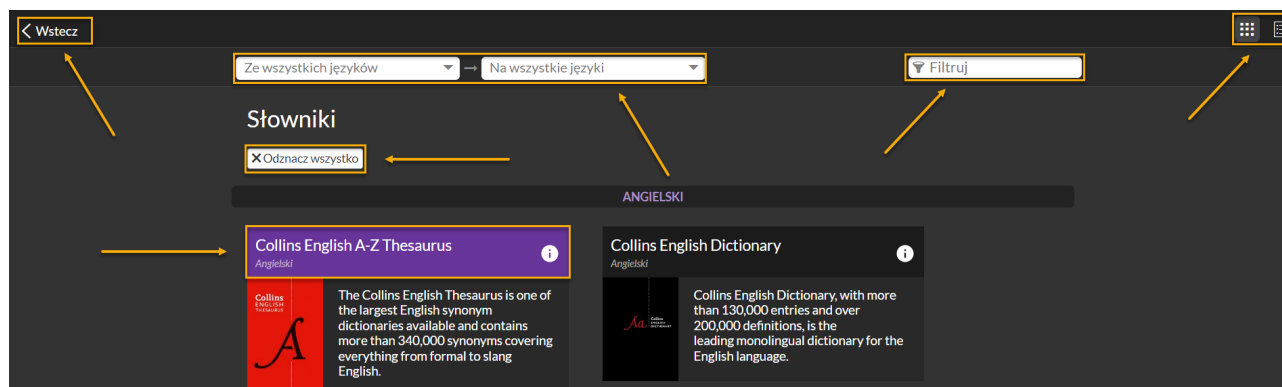 Wstecz
Ze wszystkich języków
Na wszystkie języki
Filtruj
Słowniki
Odznacz wszystko
ANGIELSKI
Collins English A-Z Thesaurus
Angielski
Collins
ENGLISH
THESAURUS
A
The Collins English Thesaurus is one of
the largest English synonym
dictionaries available and contains
more than 340,000 synonyms covering
everything from formal to slang
English.
Collins English Dictionary
Angielski
Aa
Collins
ENGLISH
DICTIONARY
Collins English Dictionary, with more
than 130,000 entries and over
200,000 definitions, is the
leading monolingual dictionary for the
English language.